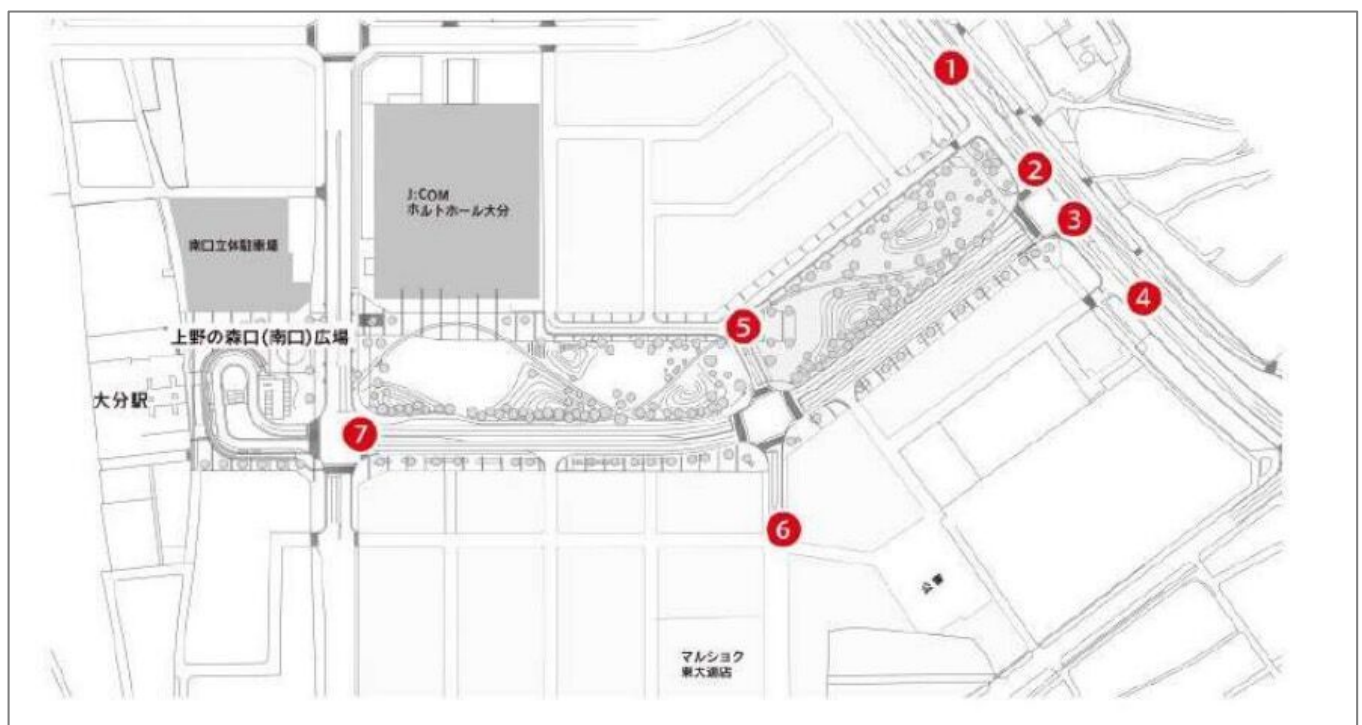 1
2
3
4
J:COM
ホルトホール大分
南口立体駐車場
5
上野の森口(南口)広場
大分駅
7
6
公園
マルショク
東大通店